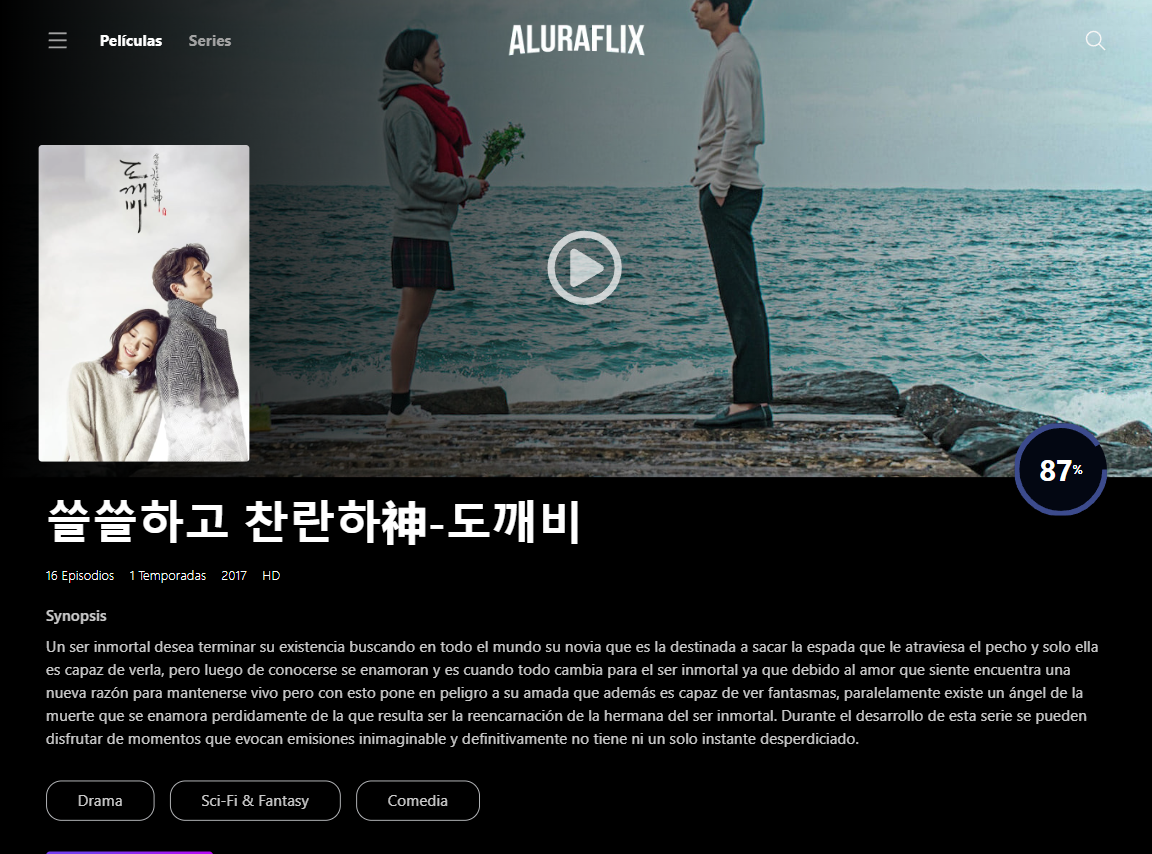 Películas
Series
ALURAFLIX
도깨비
87%
쓸쓸하고 찬란하神-도깨비
16 Episodios 1 Temporadas 2017 HD
Synopsis
Un ser inmortal desea terminar su existencia buscando en todo el mundo su novia que es la destinada a sacar la espada que le atraviesa el pecho y solo ella
es capaz de verla, pero luego de conocerse se enamoran y es cuando todo cambia para el ser inmortal ya que debido al amor que siente encuentra una
nueva razón para mantenerse vivo pero con esto pone en peligro a su amada que además es capaz de ver fantasmas, paralelamente existe un ángel de la
muerte que se enamora perdidamente de la que resulta ser la reencarnación de la hermana del ser inmortal. Durante el desarrollo de esta serie se pueden
disfrutar de momentos que evocan emisiones inimaginable y definitivamente no tiene ni un solo instante desperdiciado.
Drama
Sci-Fi & Fantasy
Comedia